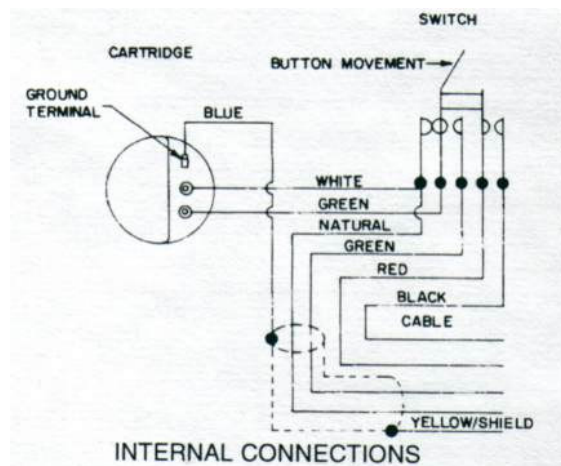 SWITCH
CARTRIDGE
BUTTON MOVEMENT
GROUND
TERMINAL
BLUE
WHITE
GREEN
NATURAL
GREEN
RED
BLACK
CABLE
YELLOW/SHIELD
INTERNAL CONNECTIONS